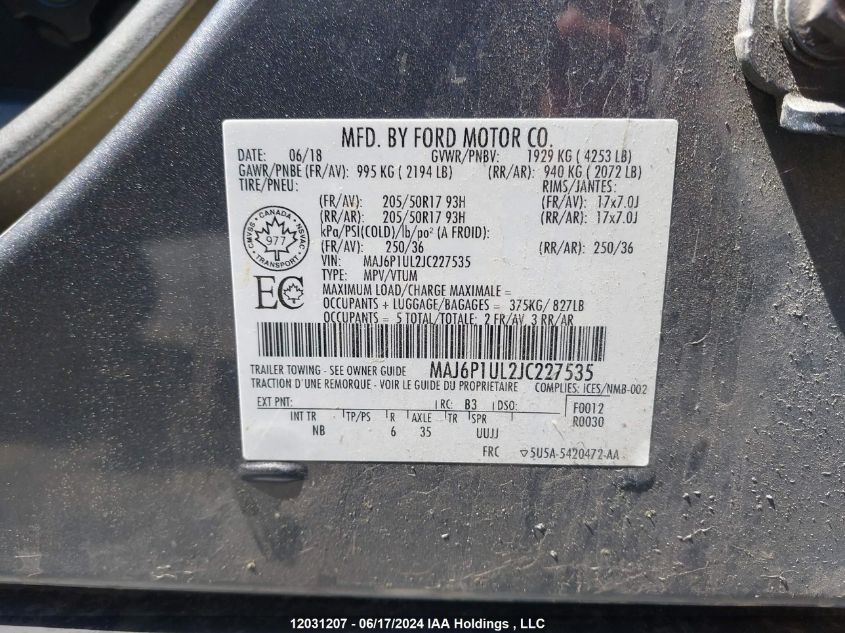 MFD. BY FORD MOTOR CO.
DATE: 06/18 GVWR/PNBV: 1929 KG ( 4253 LB)
GAWR/PNBE (FR/AV): 995 KG ( 2194 LB) (RR/AR): 940 KG ( 2072 LB)
TIRE/PNEU: RIMS/JANTES:
(FR/AV): 205/50R17 93H (FR/AV): 17x7.0J
(RR/AR): 205/50R17 93H (RR/AR): 17x7.0J
kPa/PSI(COLD)/lb/po² (A FROID):
(FR/AV): 250/36 (RR/AR): 250/36
VIN: MAJ6P1UL2JC227535
TYPE: MPV/VTUM
CANADA
CMVSS NSVAC
977
TRANSPORT
EC
MAXIMUM LOAD/CHARGE MAXIMALE =
OCCUPANTS + LUGGAGE/BAGAGES = 375KG/ 827LB
OCCUPANTS = 5 TOTAL/TOTALE: 2 FR/AV, 3 RR/AR
TRAILER TOWING - SEE OWNER GUIDE MAJ6P1UL2JC227535
TRACTION D'UNE REMORQUE - VOIR LE GUIDE DU PROPRIETAIRE COMPLIES: ICES/NMB-002
EXT PNT: RC: B3 DSO: F0012
INT TR TP/PS R AXLE TR SPR R0030
NB 6 35 UUJJ
FRC 5U5A-5420472-AA
12031207 - 06/17/2024 IAA Holdings , LLC